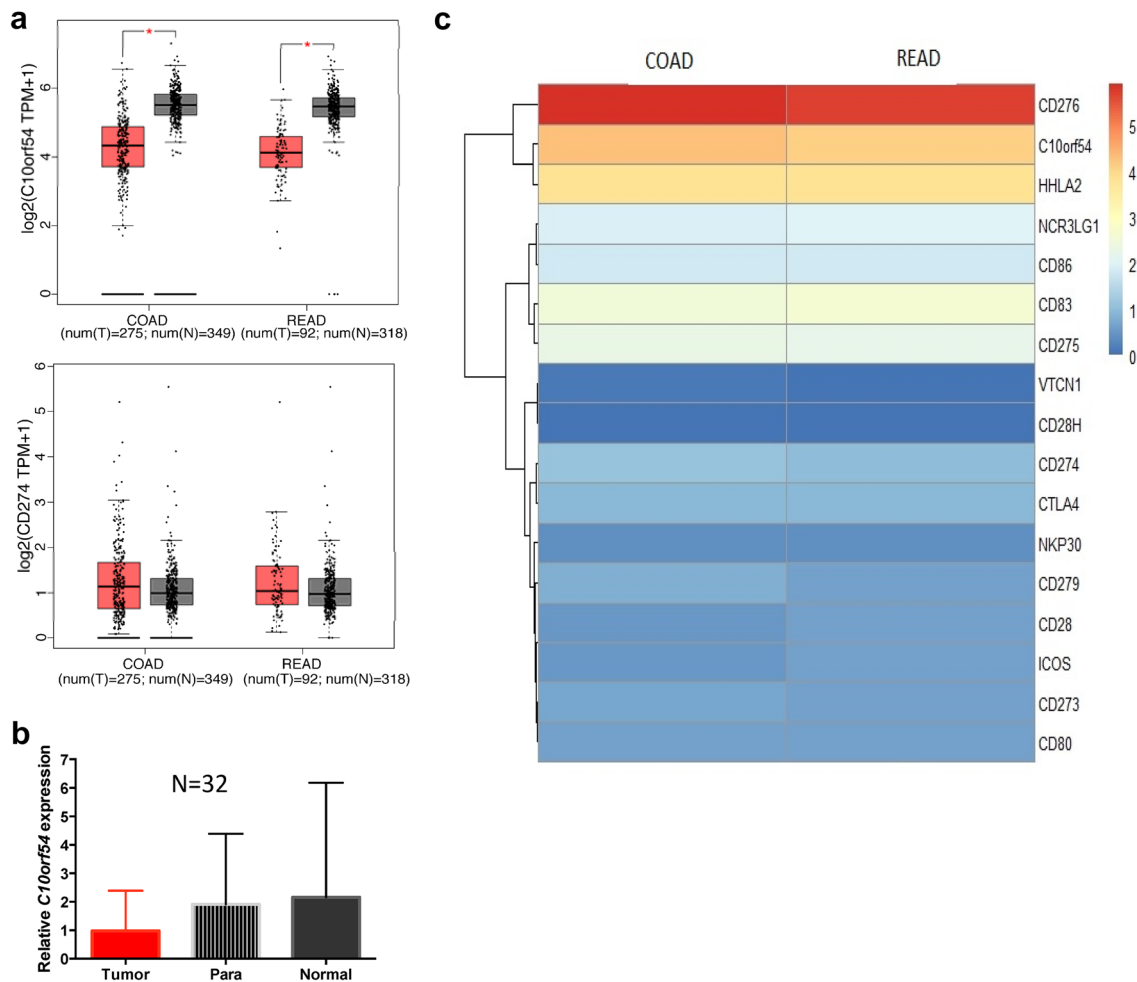 a
log2(C10orf54 TPM+1)
6
4
2
0
*
*
COAD
READ
(num(T)=275; num(N)=349)
(num(T)=92; num(N)=318)
log2(CD274 TPM+1)
6
5
4
3
2
1
0
COAD
READ
(num(T)=275; num(N)=349)
(num(T)=92; num(N)=318)
b
Relative C10orf54 expression
7
6
5
4
3
2
1
0
N=32
Tumor
Para
Normal
c
COAD
READ
CD276
C10orf54
HHLA2
NCR3LG1
CD86
CD83
CD275
VTCN1
CD28H
CD274
CTLA4
NKP30
CD279
CD28
ICOS
CD273
CD80
5
4
3
2
1
0